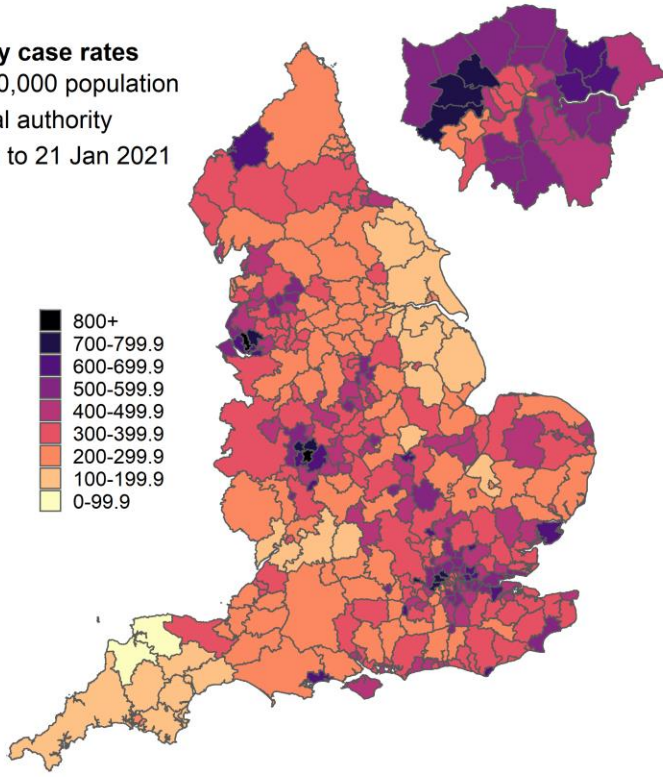 y case rates
0,000 population
al authority
to 21 Jan 2021
800+
700-799.9
600-699.9
500-599.9
400-499.9
300-399.9
200-299.9
100-199.9
0-99.9